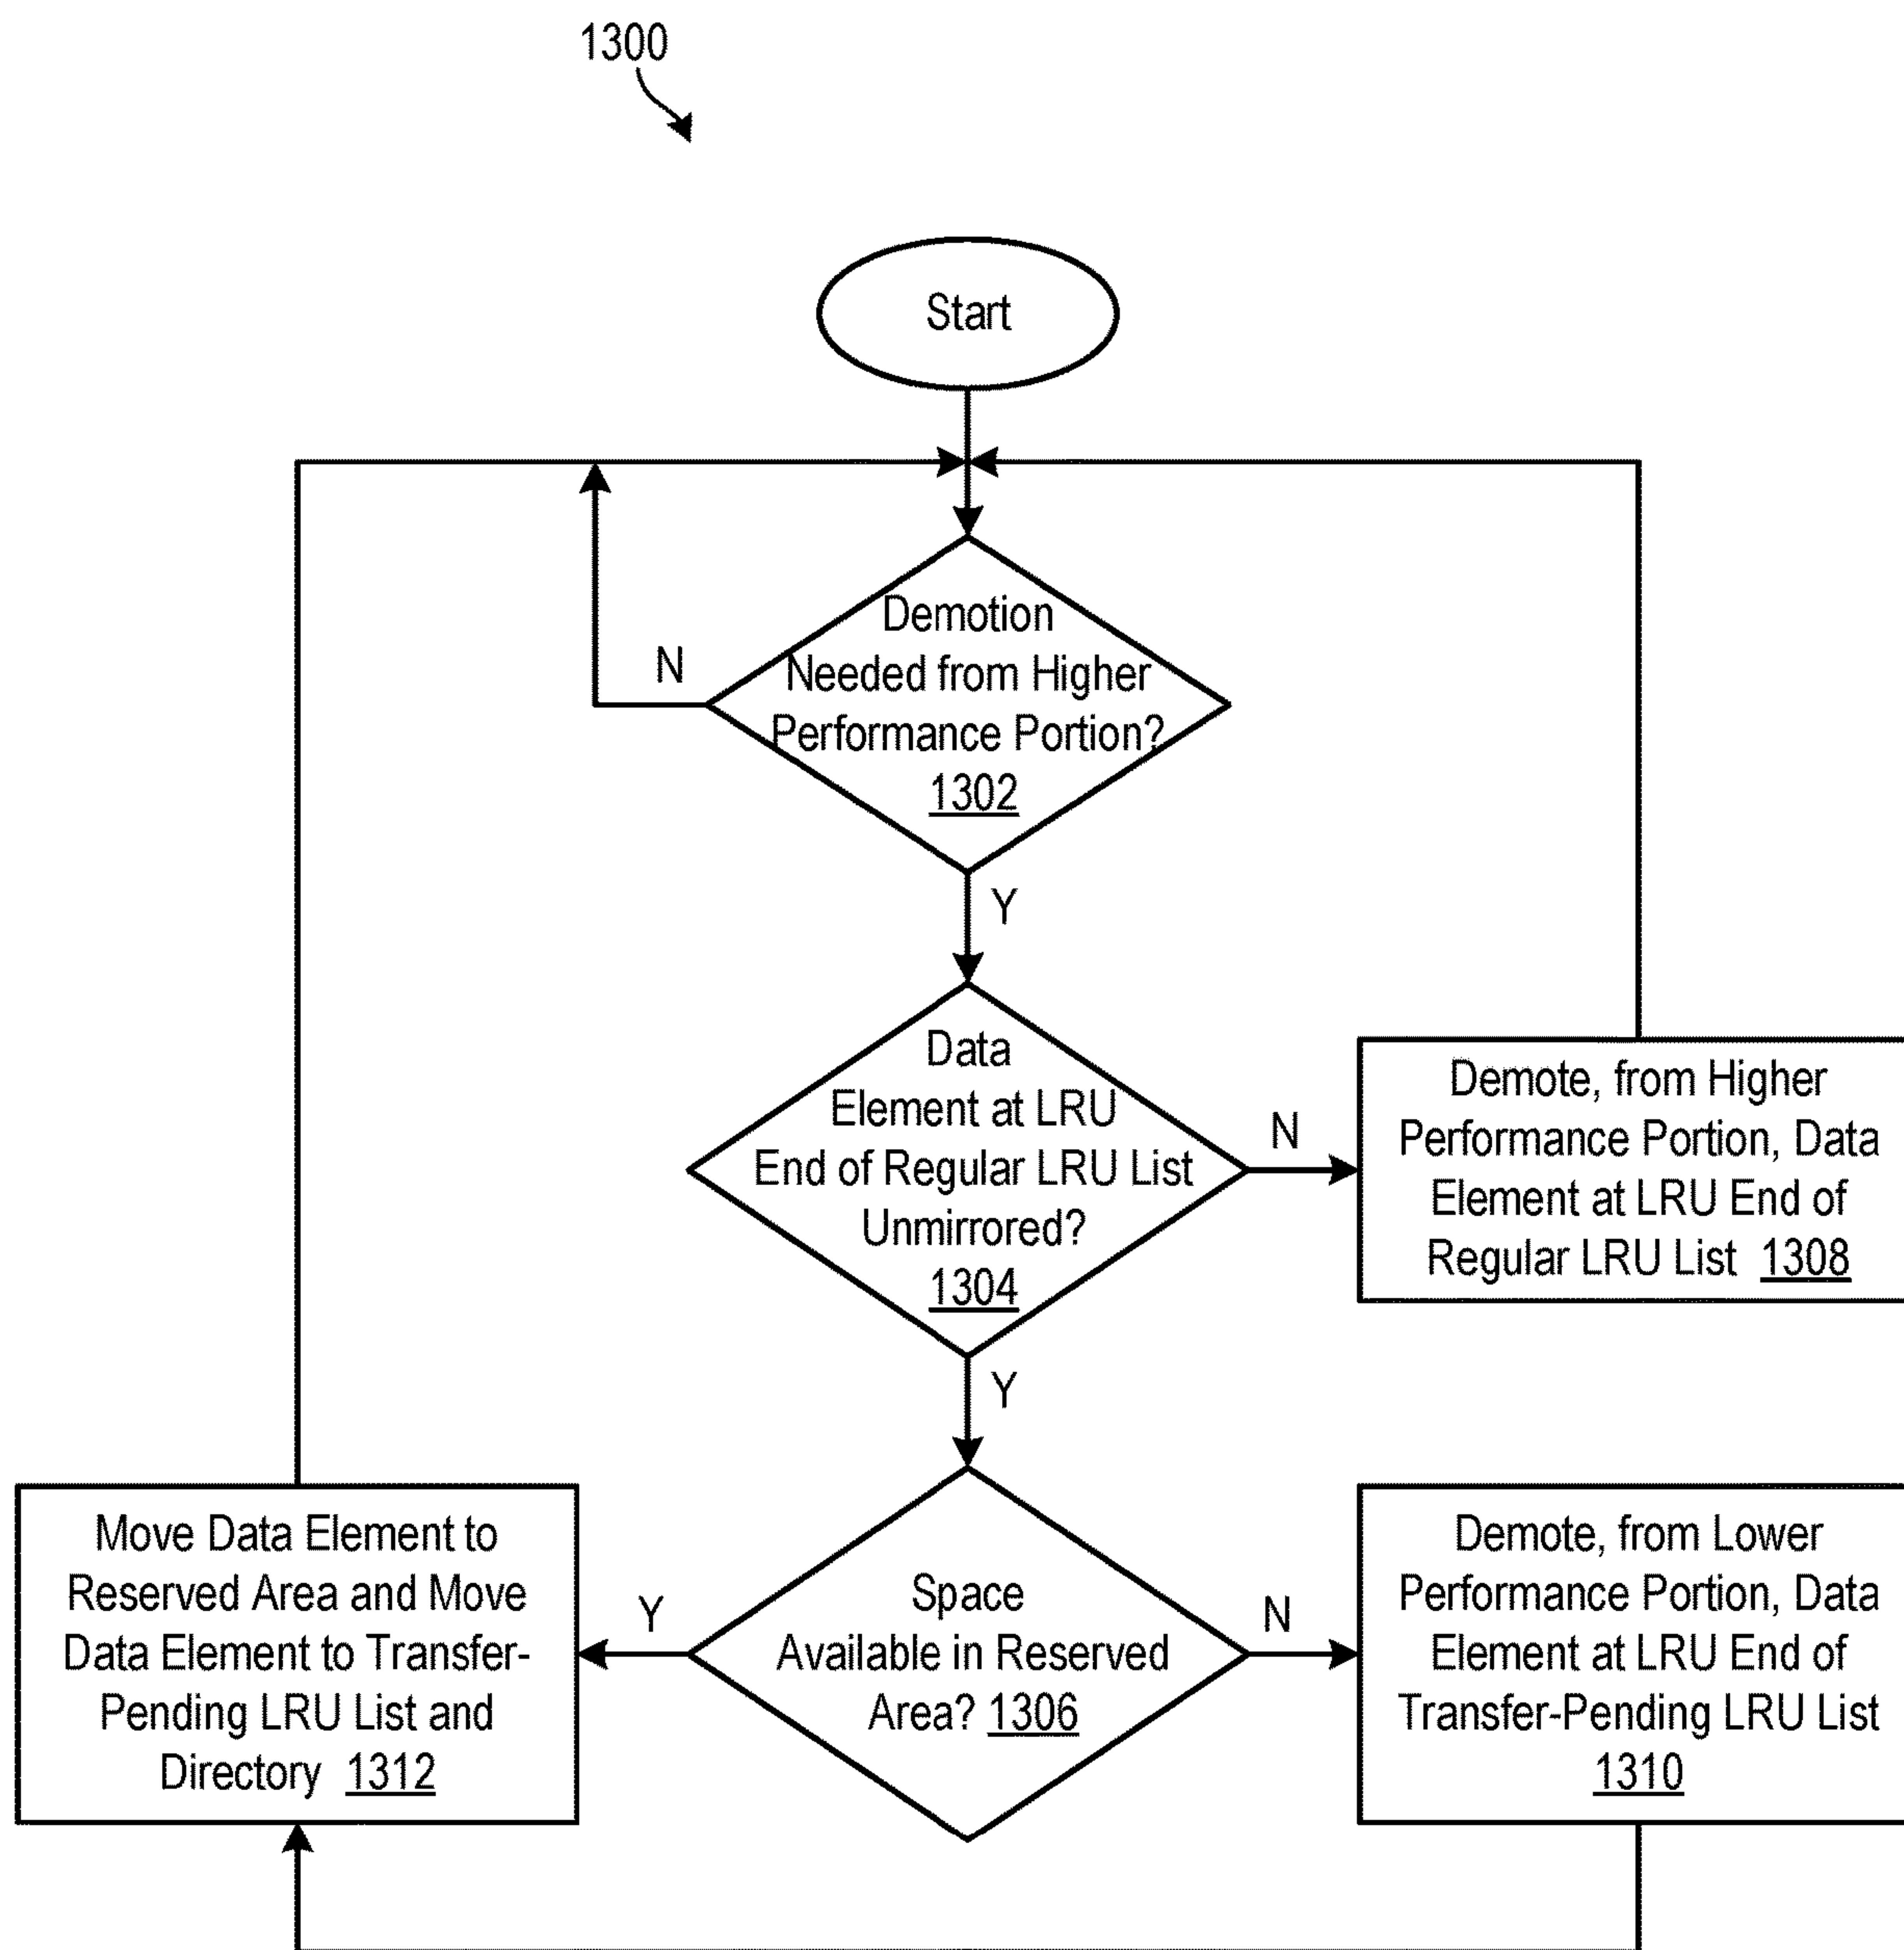 1300
Start
Demotion
Needed from Higher
Performance Portion?
1302
N
Y
Data
Element at LRU
End of Regular LRU List
Unmirrored?
1304
N
Demote, from Higher
Performance Portion, Data
Element at LRU End of
Regular LRU List 1308
Y
Move Data Element to
Reserved Area and Move
Data Element to Transfer-
Pending LRU List and
Directory 1312
Y
Space
Available in Reserved
Area? 1306
N
Demote, from Lower
Performance Portion, Data
Element at LRU End of
Transfer-Pending LRU List
1310